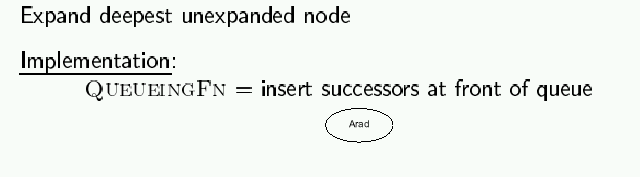 Expand deepest unexpanded node
Implementation:
QUEUEINGFN = insert successors at front of queue
Arad